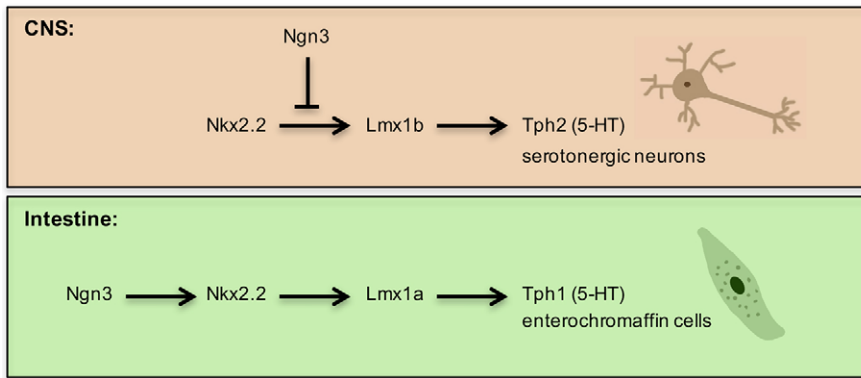 CNS:
Ngn3
Nkx2.2 Lmx1b Tph2 (5-HT)
serotonergic neurons
Intestine:
Ngn3 Nkx2.2 Lmx1a Tph1 (5-HT)
enterochromaffin cells